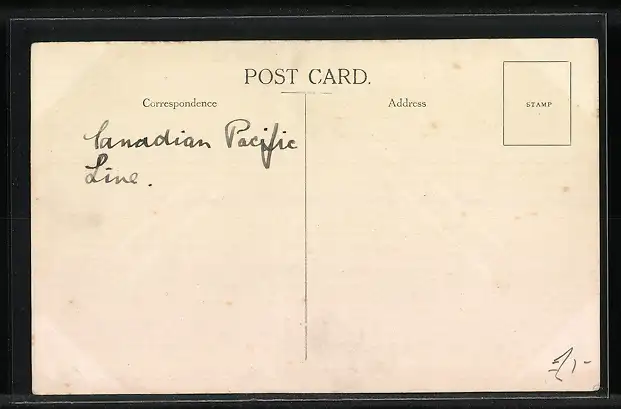 POST CARD.
Correspondence
Address
STAMP
Canadian Pacific
Line.